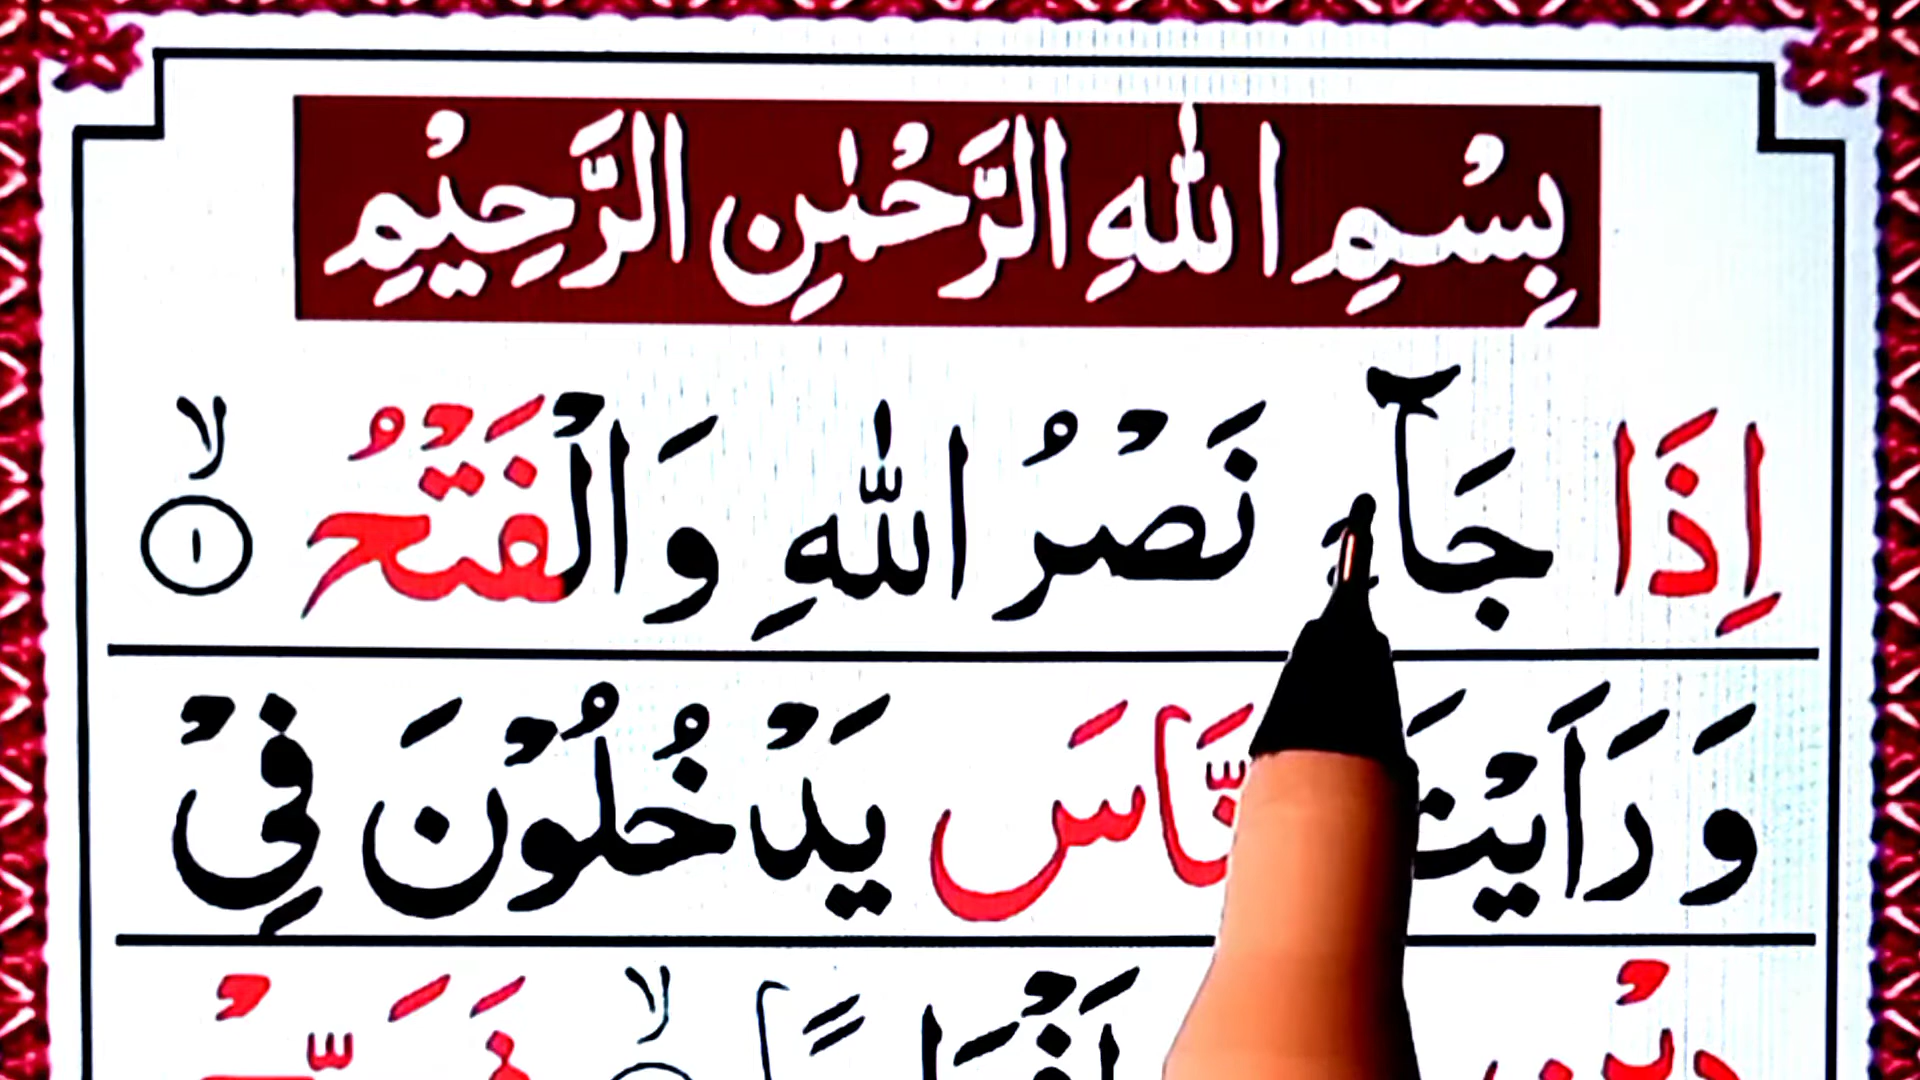 بِسْمِ اللّٰهِ الرَّحْمٰنِ الرَّحِيْمِ
اِذَا جَآءَ نَصْرُ اللّٰهِ وَالْفَتْحُ ۙ ١
وَرَاَيْتَ يَدْخُلُوْنَ فِيْ